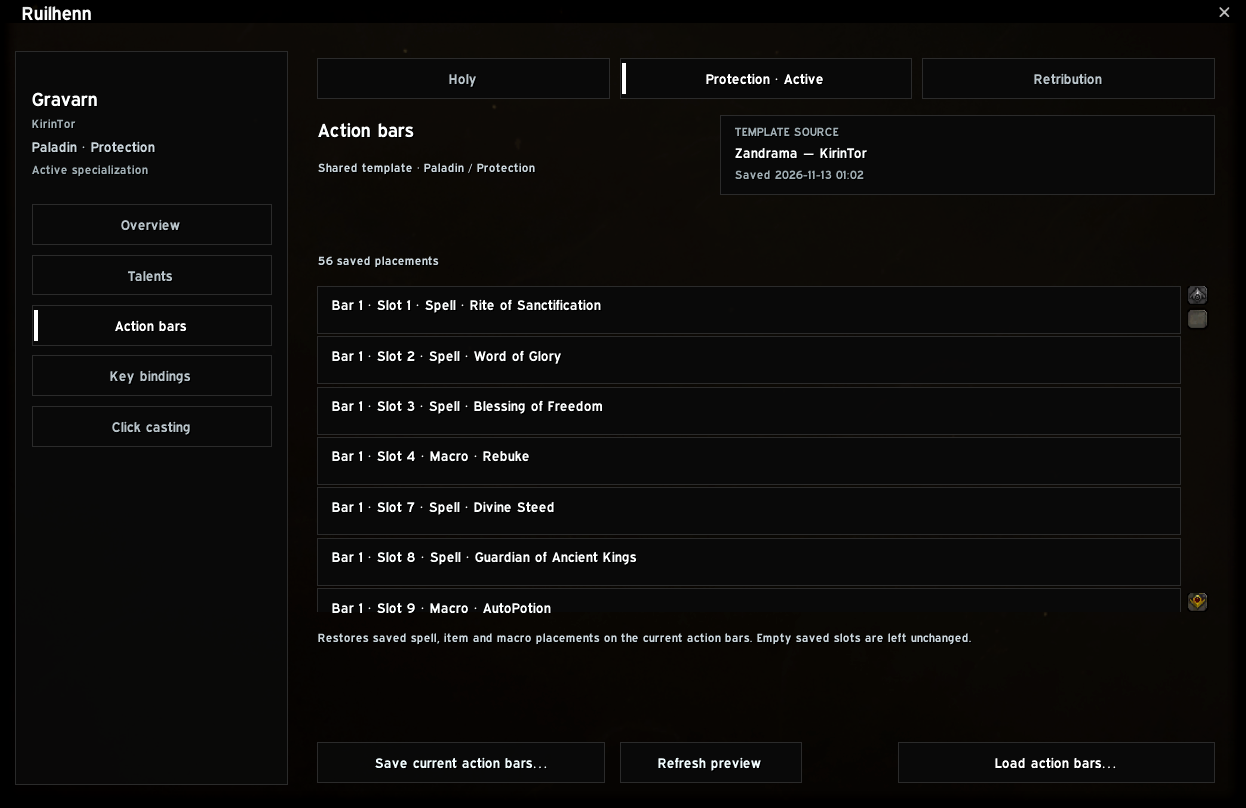 Ruilhenn
Gravarn
KirinTor
Paladin · Protection
Active specialization
Overview
Talents
Action bars
Key bindings
Click casting
Holy
Protection · Active
Retribution
Action bars
Shared template · Paladin / Protection
TEMPLATE SOURCE
Zandrama — KirinTor
Saved 2026-11-13 01:02
56 saved placements
Bar 1 · Slot 1 · Spell · Rite of Sanctification
Bar 1 · Slot 2 · Spell · Word of Glory
Bar 1 · Slot 3 · Spell · Blessing of Freedom
Bar 1 · Slot 4 · Macro · Rebuke
Bar 1 · Slot 7 · Spell · Divine Steed
Bar 1 · Slot 8 · Spell · Guardian of Ancient Kings
Bar 1 · Slot 9 · Macro · AutoPotion
Restores saved spell, item and macro placements on the current action bars. Empty saved slots are left unchanged.
Save current action bars...
Refresh preview
Load action bars...